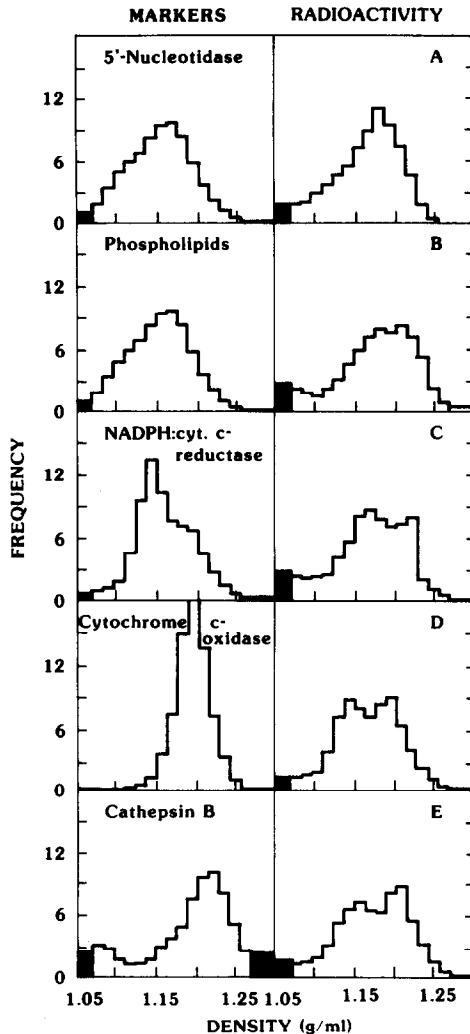 MARKERS RADIOACTIVITY
5'-Nucleotidase A
12
6
0
Phospholipids B
12
6
0
NADPH:cyt. c-
reductase C
12
6
0
Cytochrome c-
oxidase D
12
6
0
Cathepsin B E
12
6
0
1.05 1.15 1.25 1.05 1.15 1.25
DENSITY (g/ml)
FREQUENCY